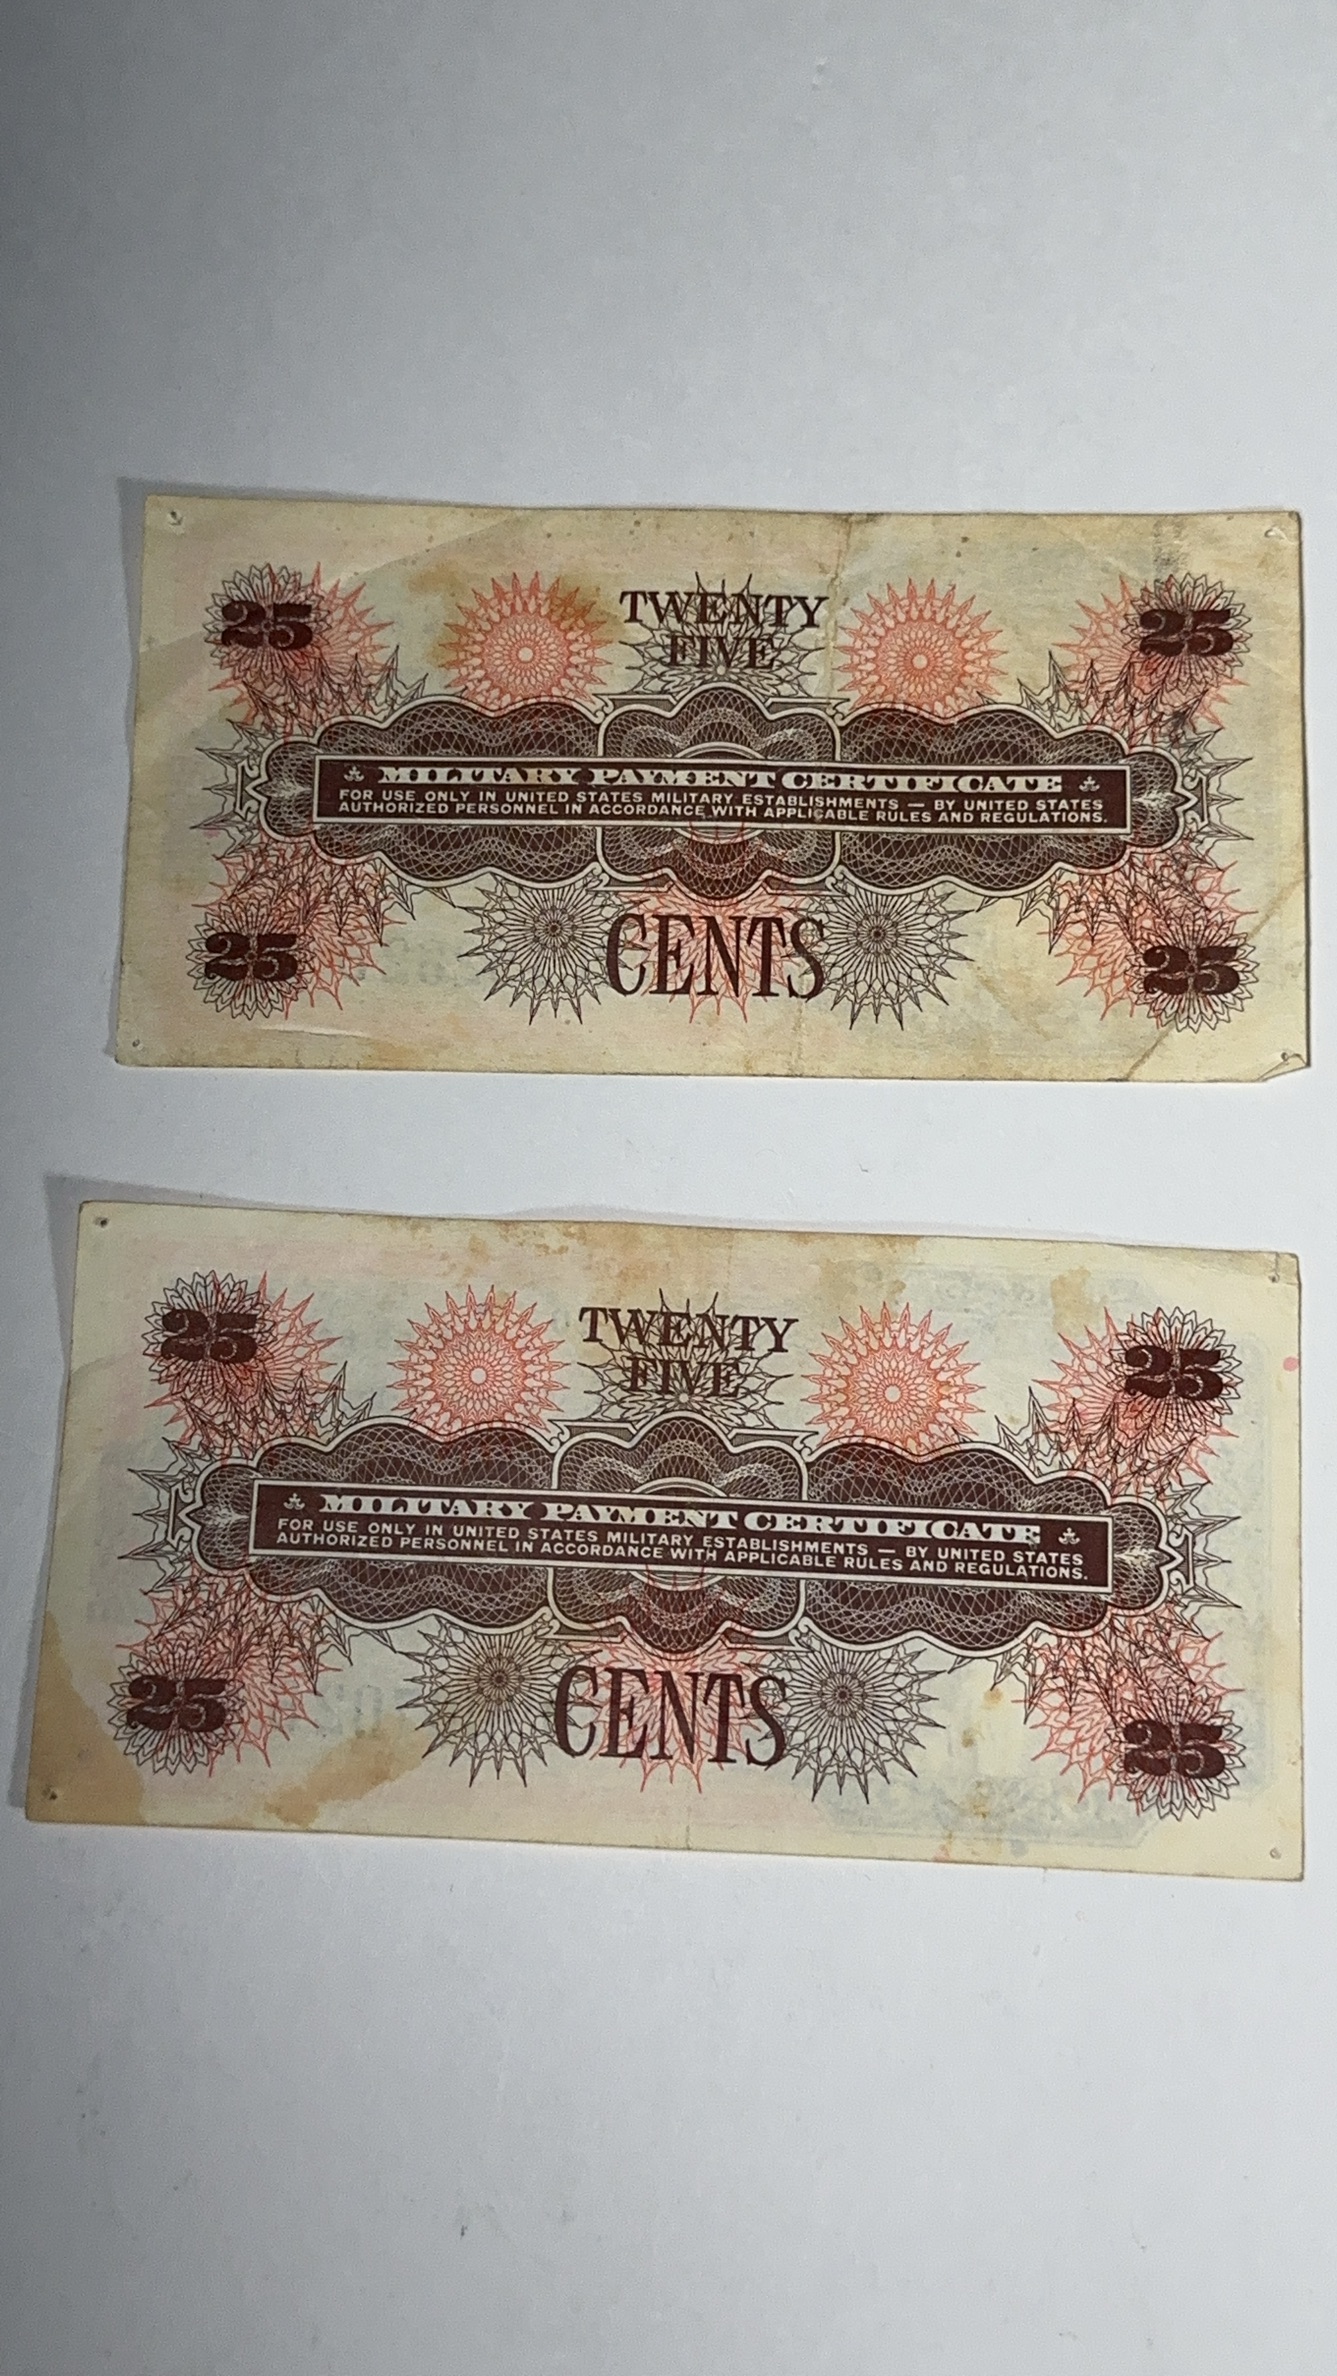 25 TWENTY 25
FIVE
MILITARY PAYMENT CERTIFICATE
FOR USE ONLY IN UNITED STATES MILITARY ESTABLISHMENTS — BY UNITED STATES
AUTHORIZED PERSONNEL IN ACCORDANCE WITH APPLICABLE RULES AND REGULATIONS.
25 CENTS 25
25 TWENTY 25
FIVE
MILITARY PAYMENT CERTIFICATE
FOR USE ONLY IN UNITED STATES MILITARY ESTABLISHMENTS — BY UNITED STATES
AUTHORIZED PERSONNEL IN ACCORDANCE WITH APPLICABLE RULES AND REGULATIONS.
25 CENTS 25